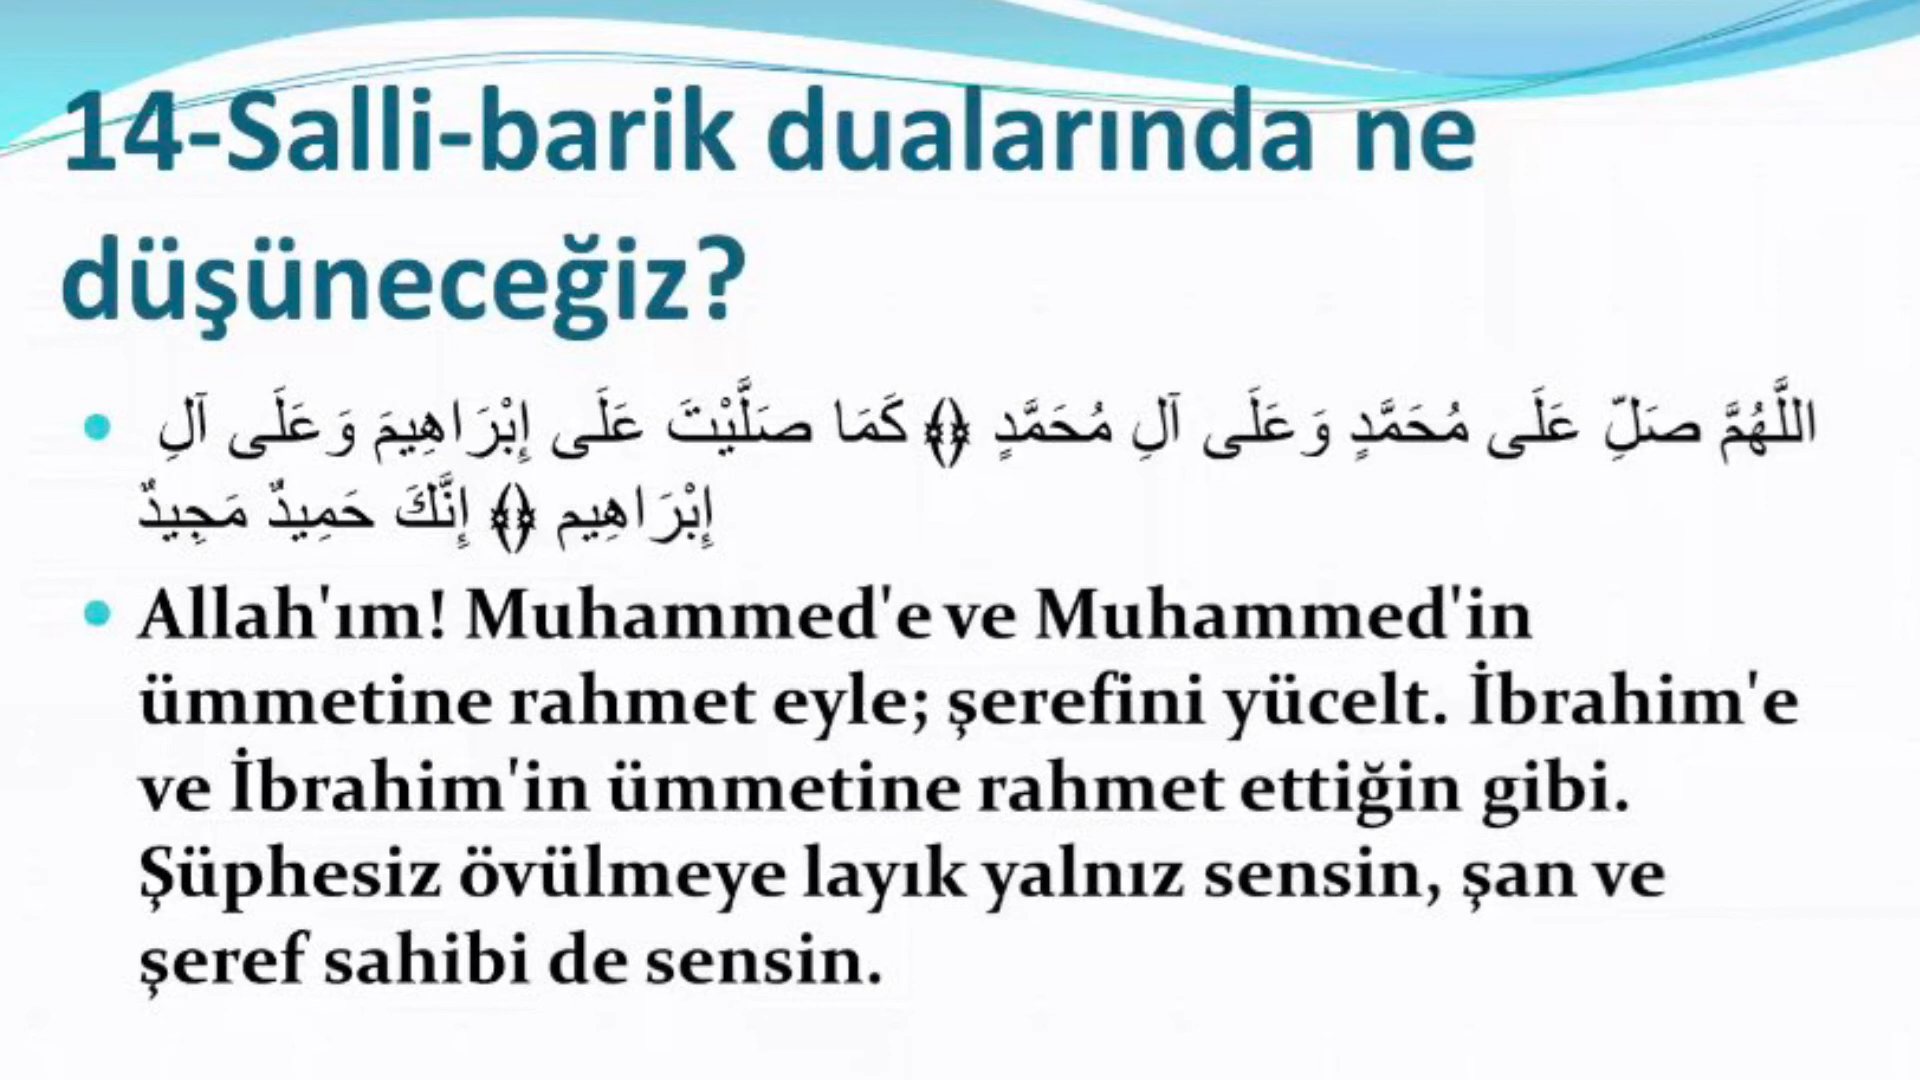 14-Salli-barik dualarında ne
düşüneceğiz?
اللَّهُمَّ صَلِّ عَلَى مُحَمَّدٍ وَعَلَى آلِ مُحَمَّدٍ ﴿﴾ كَمَا صَلَّيْتَ عَلَى إِبْرَاهِيمَ وَعَلَى آلِ
إِبْرَاهِيم ﴿﴾ إِنَّكَ حَمِيدٌ مَجِيدٌ
Allah'ım! Muhammed'e ve Muhammed'in
ümmetine rahmet eyle; şerefini yücelt. İbrahim'e
ve İbrahim'in ümmetine rahmet ettiğin gibi.
Şüphesiz övülmeye layık yalnız sensin, şan ve
şeref sahibi de sensin.